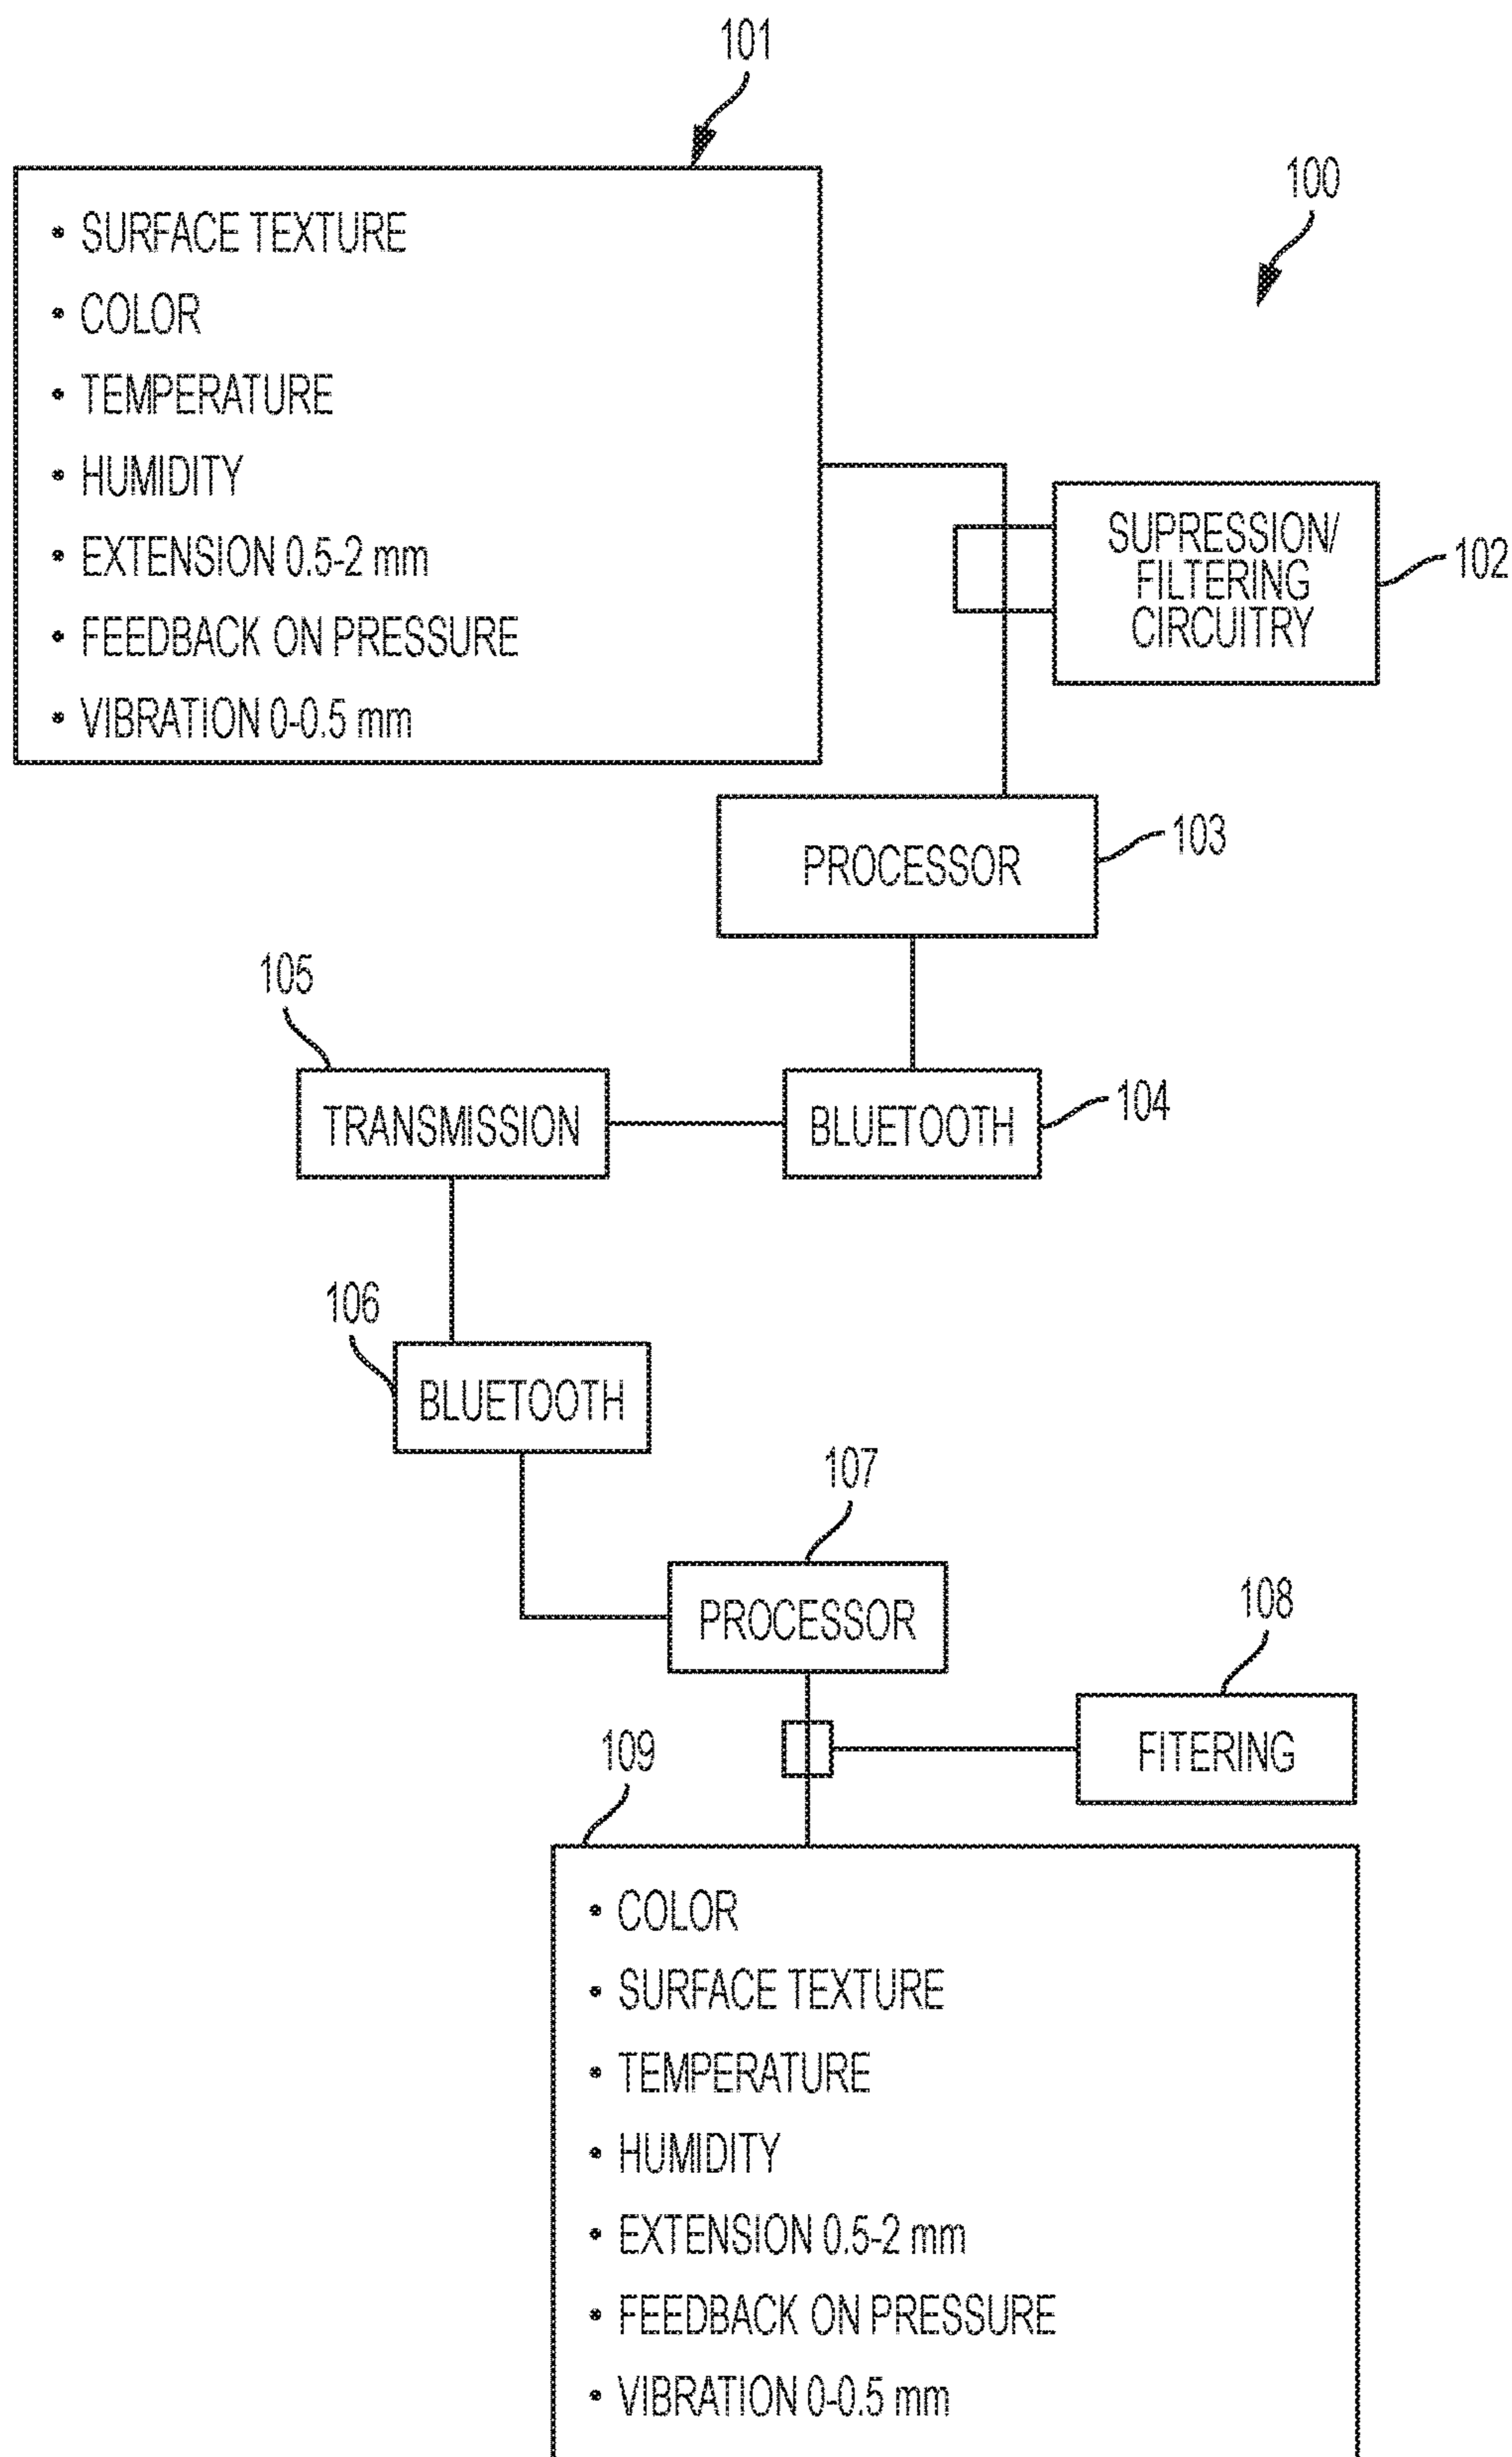 101
100
• SURFACE TEXTURE
• COLOR
• TEMPERATURE
• HUMIDITY
• EXTENSION 0.5-2 mm
• FEEDBACK ON PRESSURE
• VIBRATION 0-0.5 mm
SUPRESSION/
FILTERING
CIRCUITRY
102
PROCESSOR
103
105
TRANSMISSION
BLUETOOTH
104
106
BLUETOOTH
107
PROCESSOR
108
FITERING
109
• COLOR
• SURFACE TEXTURE
• TEMPERATURE
• HUMIDITY
• EXTENSION 0.5-2 mm
• FEEDBACK ON PRESSURE
• VIBRATION 0-0.5 mm